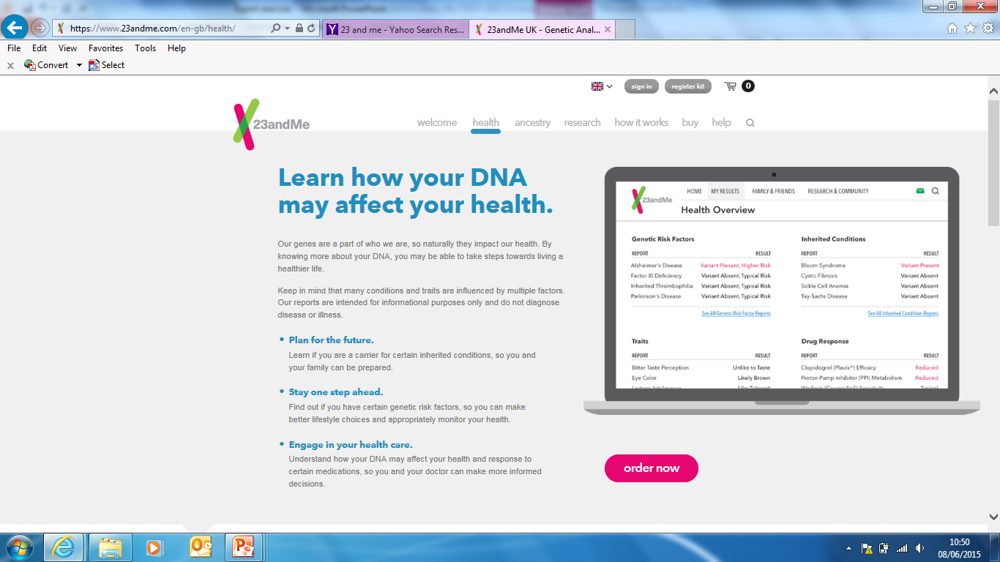 https://www.23andme.com/en-gb/health/
23 and me - Yahoo Search Res...
23andMe UK - Genetic Anal...
File Edit View Favorites Tools Help
x Convert Select
sign in register kit 0
23andMe
welcome health ancestry research how it works buy help
Learn how your DNA
may affect your health.
Our genes are a part of who we are, so naturally they impact our health. By
knowing more about your DNA, you may be able to take steps towards living a
healthier life.
Keep in mind that many conditions and traits are influenced by multiple factors.
Our reports are intended for informational purposes only and do not diagnose
disease or illness.
• Plan for the future.
Learn if you are a carrier for certain inherited conditions, so you and
your family can be prepared.
• Stay one step ahead.
Find out if you have certain genetic risk factors, so you can make
better lifestyle choices and appropriately monitor your health.
• Engage in your health care.
Understand how your DNA may affect your health and response to
certain medications, so you and your doctor can make more informed
decisions.
23andMe
HOME MY RESULTS FAMILY & FRIENDS RESEARCH & COMMUNITY
Health Overview
Genetic Risk Factors
REPORT RESULT
Alzheimer's Disease Variant Present, Higher Risk
Factor XI Deficiency Variant Absent, Typical Risk
Inherited Thrombophilia Variant Absent, Typical Risk
Parkinson's Disease Variant Absent, Typical Risk
See All Genetic Risk Factor Reports
Inherited Conditions
REPORT RESULT
Bloom Syndrome Variant Present
Cystic Fibrosis Variant Absent
Sickle Cell Anemia Variant Absent
Tay-Sachs Disease Variant Absent
See All Inherited Condition Reports
Traits
REPORT RESULT
Bitter Taste Perception Unlike to Taste
Eye Color Likely Brown
Lactose Intolerance Like Tolerant
Drug Response
REPORT RESULT
Clopidogrel (Plavix®) Efficacy Reduced
Proton Pump Inhibitor (PPI) Metabolism Reduced
Warfarin (Coumadin®) Sensitivity Typical
order now
10:50
08/06/2015